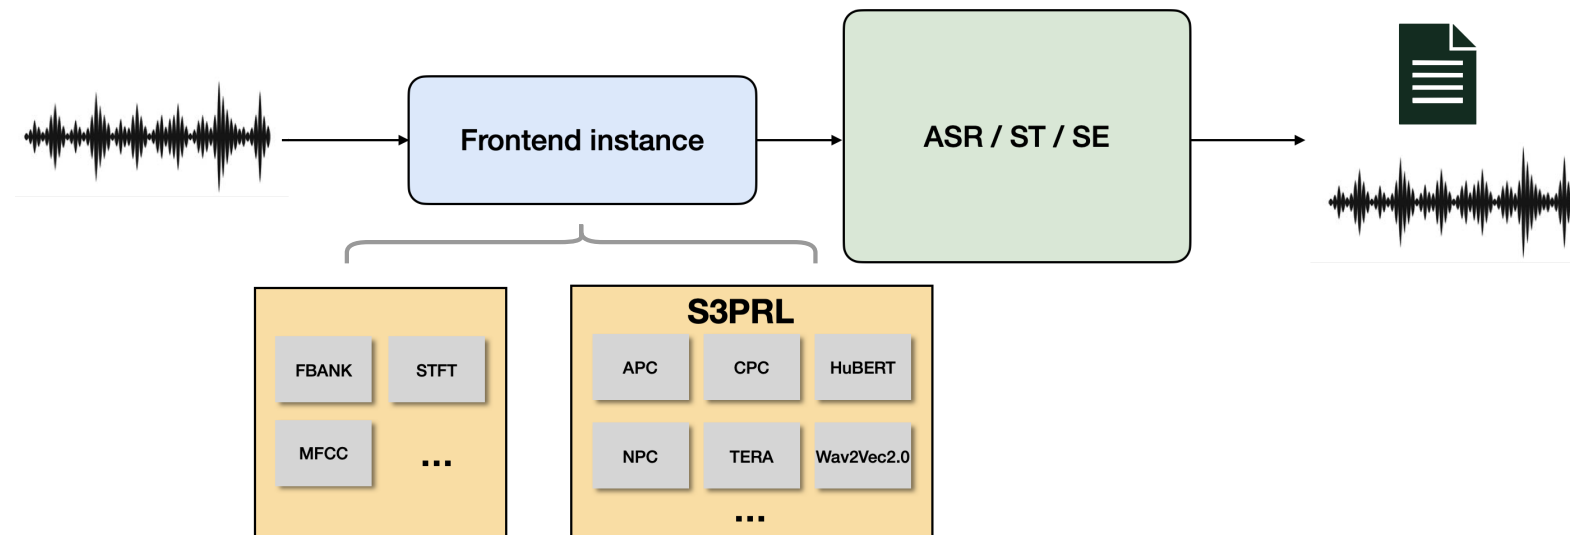 Frontend instance
ASR / ST / SE
FBANK
STFT
MFCC
...
S3PRL
APC
CPC
HuBERT
NPC
TERA
Wav2Vec2.0
...